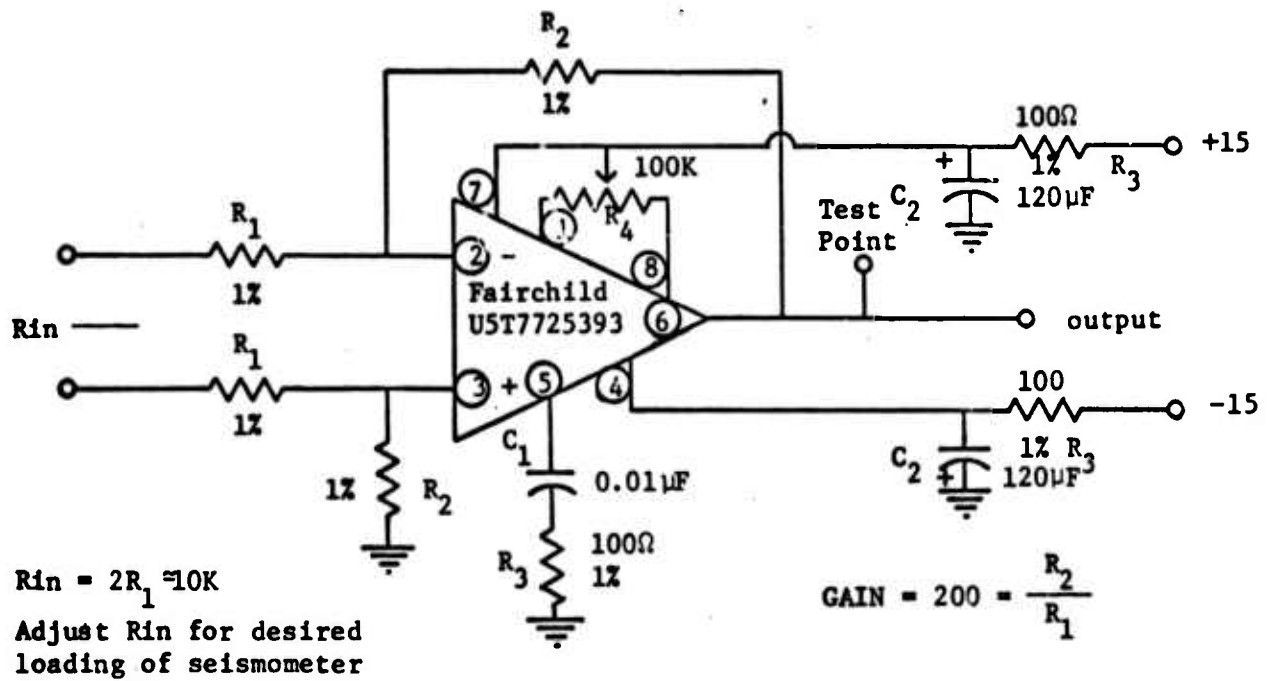 R2
1%
100Ω
+15
1%
R3
C2
+
120µF
100K
R4
7
1
8
Test
Point
R1
1%
2 -
Fairchild
U5T7725393
6
output
Rin
R1
1%
3 +
5
4
100
-15
1% R3
C2
+
120µF
C1
0.01µF
1%
R2
R3
100Ω
1%
Rin = 2R1 ≈10K
Adjust Rin for desired
loading of seismometer
GAIN = 200 = R2
R1